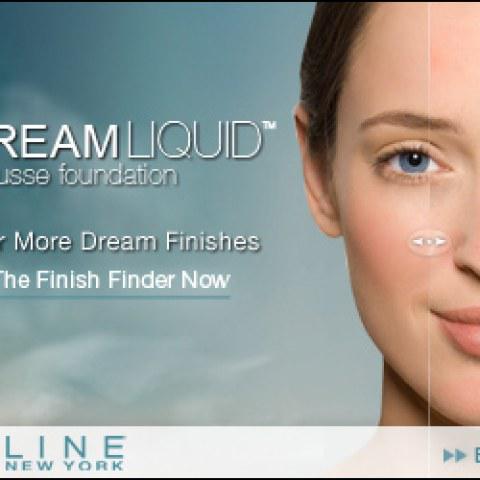 REAM LIQUID™
usse foundation
r More Dream Finishes
The Finish Finder Now
LINE
NEW YORK
E